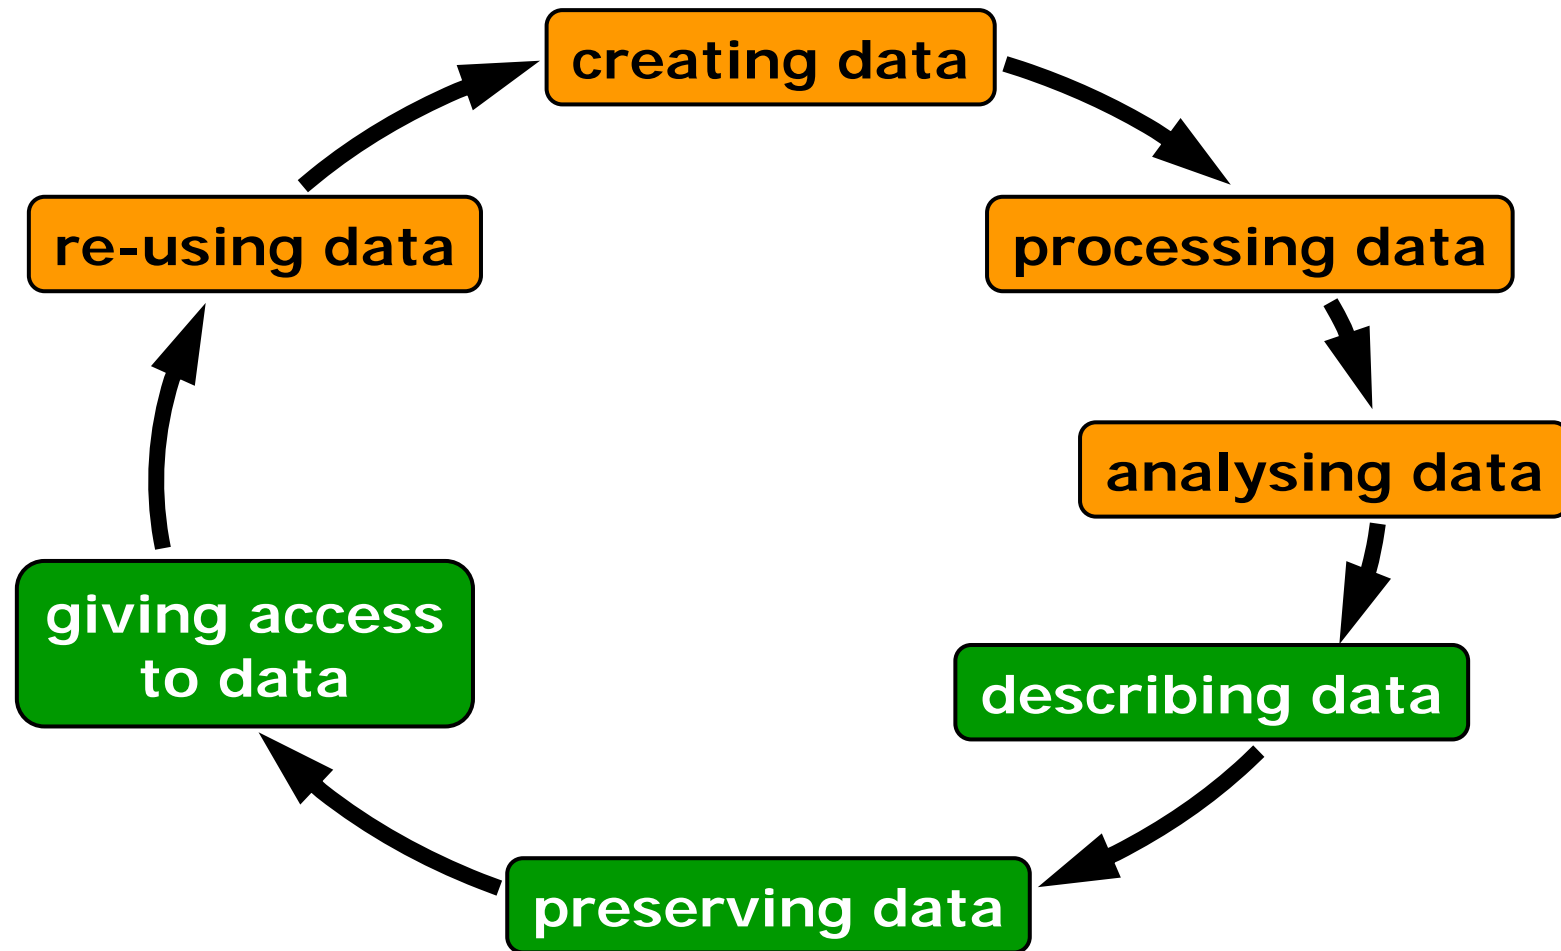 creating data
processing data
analysing data
describing data
preserving data
giving access
to data
re-using data